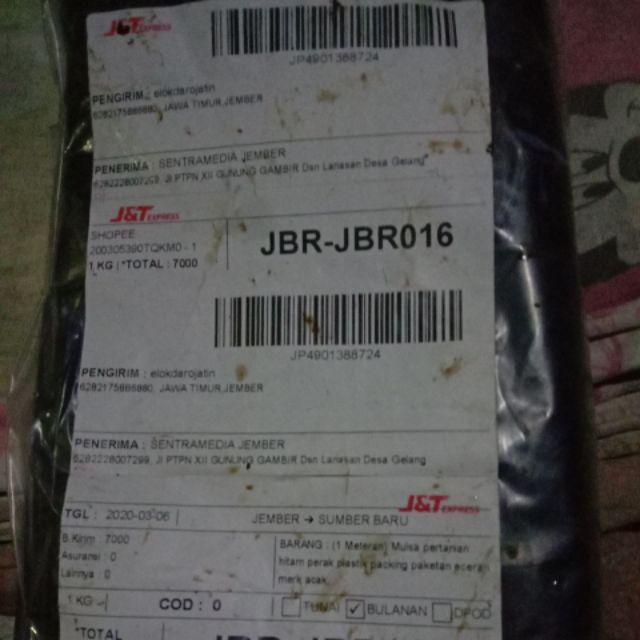 J&T EXPRESS
JP4901388724
PENGIRIM : elokdarojatin
6282175686880, JAWA TIMUR,JEMBER
PENERIMA : SENTRAMEDIA JEMBER
6282228007299, Jl PTPN XII GUNUNG GAMBIR Dsn Lanasan Desa Gelang
J&T EXPRESS
SHOPEE
200305390TQKM0 - 1
1 KG | *TOTAL : 7000
JBR-JBR016
JP4901388724
PENGIRIM : elokdarojatin
6282175686880, JAWA TIMUR,JEMBER
PENERIMA : SENTRAMEDIA JEMBER
6282228007299, Jl PTPN XII GUNUNG GAMBIR Dsn Lanasan Desa Gelang
J&T EXPRESS
TGL : 2020-03-06
JEMBER → SUMBER BARU
B.Kirim : 7000
Asuransi : 0
Lainnya : 0
BARANG : (1 Meteran) Mulsa pertanian
hitam perak plastik packing paketan ecera
merk acak
1 KG
COD : 0
TUNAI
BULANAN
DFOD
*TOTAL